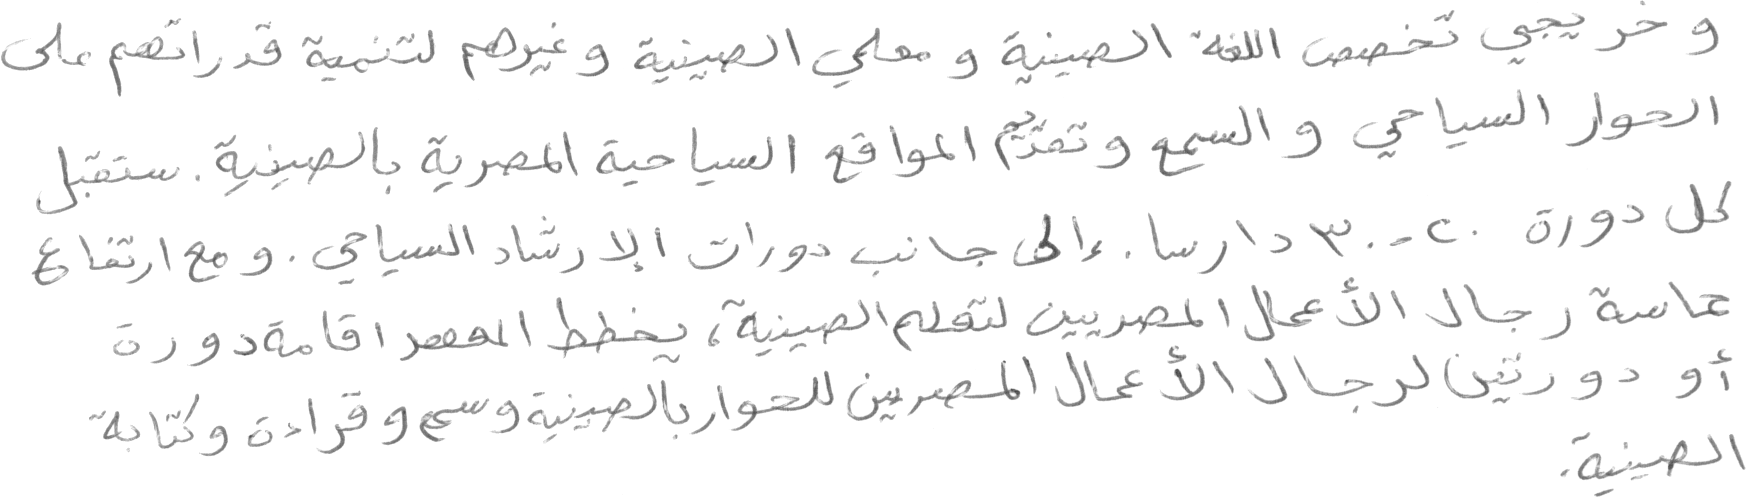 وخريجي تخصص اللغة الصينية ومعلمي الصينية وغيرهم لتنمية قدراتهم على
الحوار السياحي والسمع وتقديم المواقع السياحية المصرية بالصينية. ستقبل
كل دورة ٢٠-٣٠ دارسا. إلى جانب دورات الإرشاد السياحي. ومع ارتفاع
حماسة رجال الأعمال المصريين لتعلم الصينية، يخطط المعهد اقامة دورة
أو دورتين لرجال الأعمال المصريين للحوار بالصينية وسمع وقراءة وكتابة
الصينية.